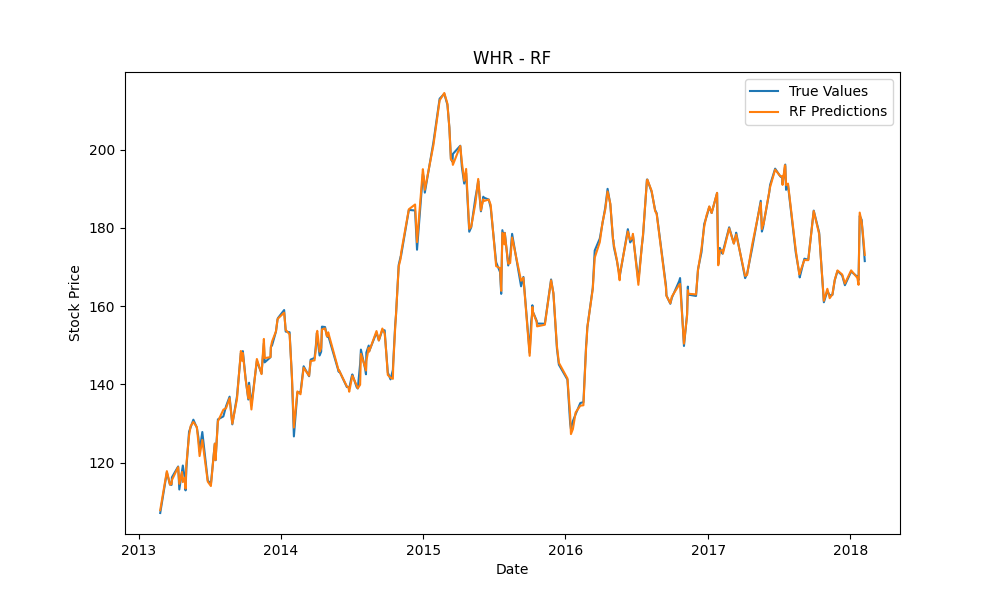 WHR - RF
True Values
RF Predictions
Stock Price
200
180
160
140
120
2013
2014
2015
2016
2017
2018
Date